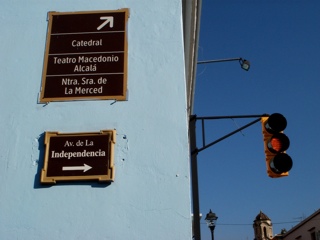 Catedral
Teatro Macedonio
Alcalá
Ntra. Sra. de
La Merced
Av. de La
Independencia